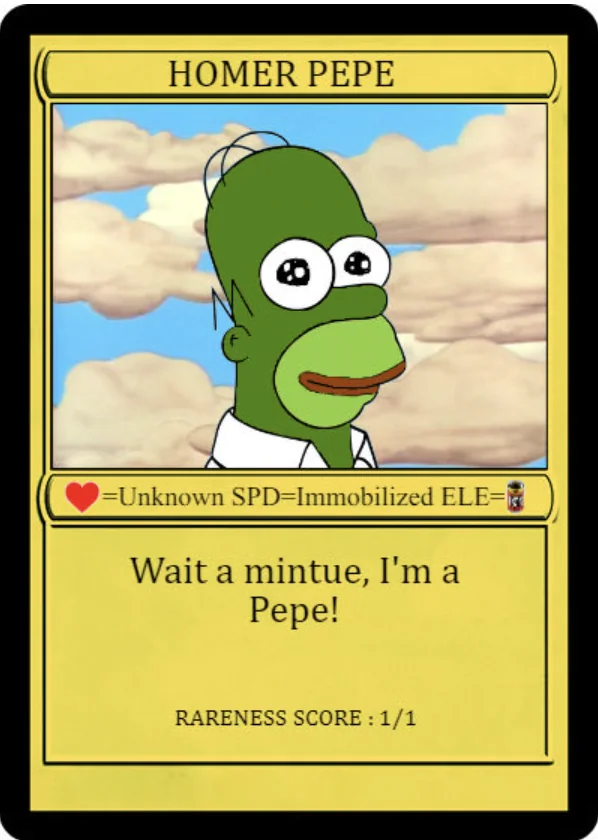 HOMER PEPE
❤=Unknown SPD=Immobilized ELE=
Wait a mintue, I'm a
Pepe!
RARENESS SCORE : 1/1